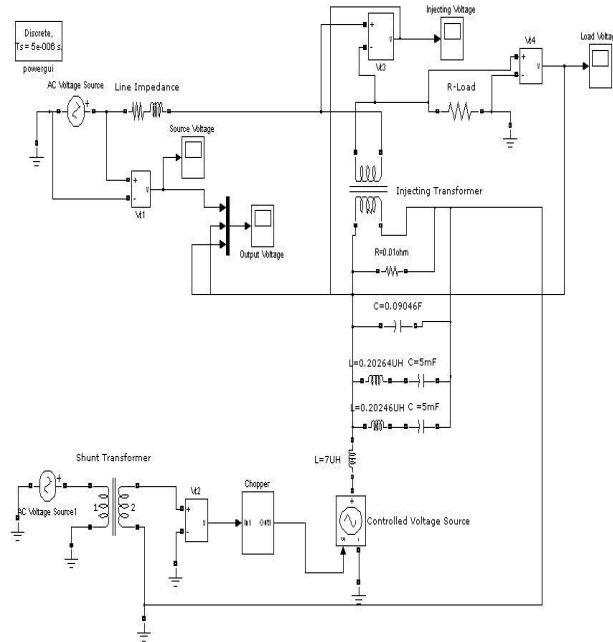 Injecting Voltage
Discrete,
Ts = 5e-006 s.
powergui
Vt3
Vt4
Load Voltage
AC Voltage Source
Line Impedance
R-Load
Source Voltage
Vt1
Injecting Transformer
Output Voltage
R=0.01ohm
C=0.09046F
L=0.20264UH C=5mF
L=0.20246UH C =5mF
L=7UH
Shunt Transformer
AC Voltage Source1
1
2
Vt2
Chopper
In1
Out1
Controlled Voltage Source